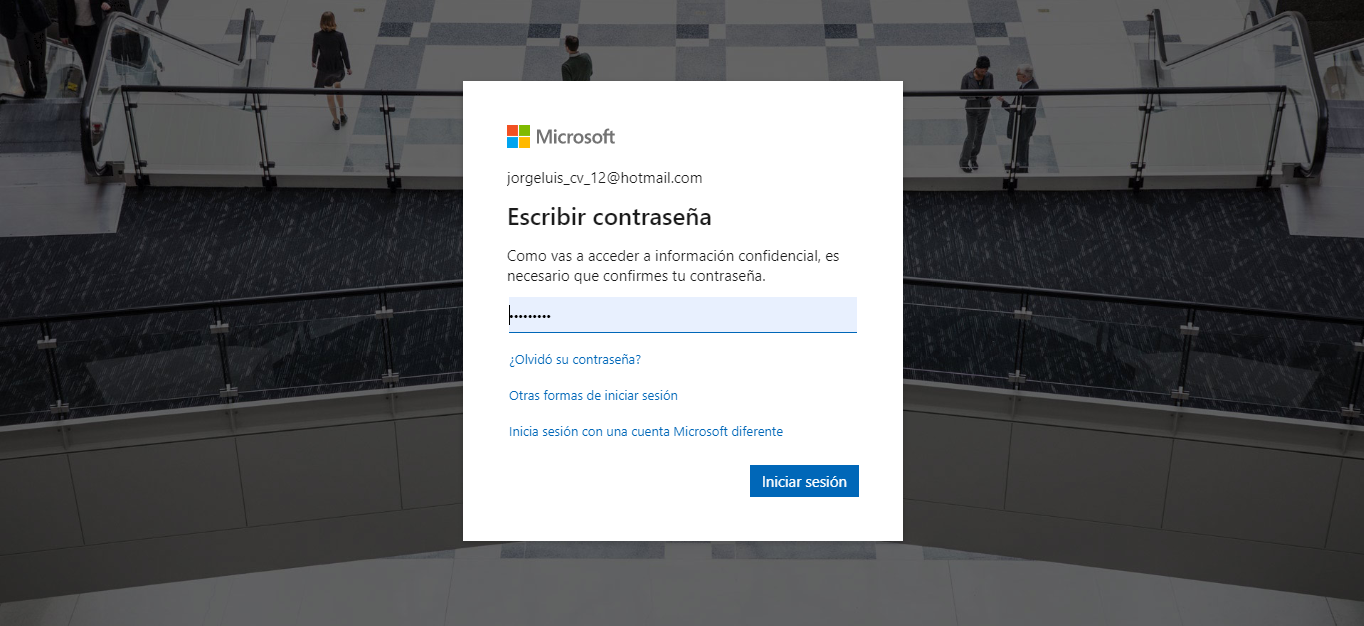 Microsoft
jorgeluis_cv_12@hotmail.com
Escribir contraseña
Como vas a acceder a información confidencial, es
necesario que confirmes tu contraseña.
•••••••••
¿Olvidó su contraseña?
Otras formas de iniciar sesión
Inicia sesión con una cuenta Microsoft diferente
Iniciar sesión